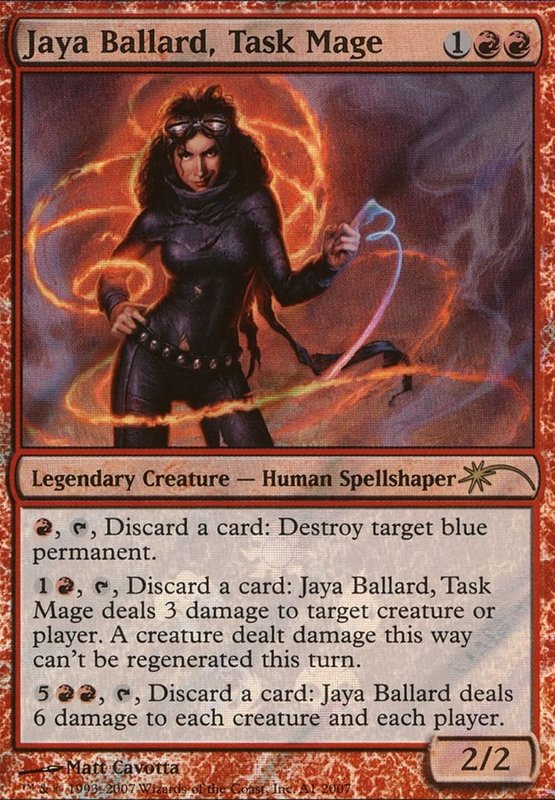 Jaya Ballard, Task Mage 1
Legendary Creature — Human Spellshaper
, , Discard a card: Destroy target blue
permanent.
1 , , Discard a card: Jaya Ballard, Task
Mage deals 3 damage to target creature or
player. A creature dealt damage this way
can't be regenerated this turn.
5 , , Discard a card: Jaya Ballard deals
6 damage to each creature and each player.
2/2
Matt Cavotta
™ & © 1993-2007 Wizards of the Coast, Inc. A1 2007